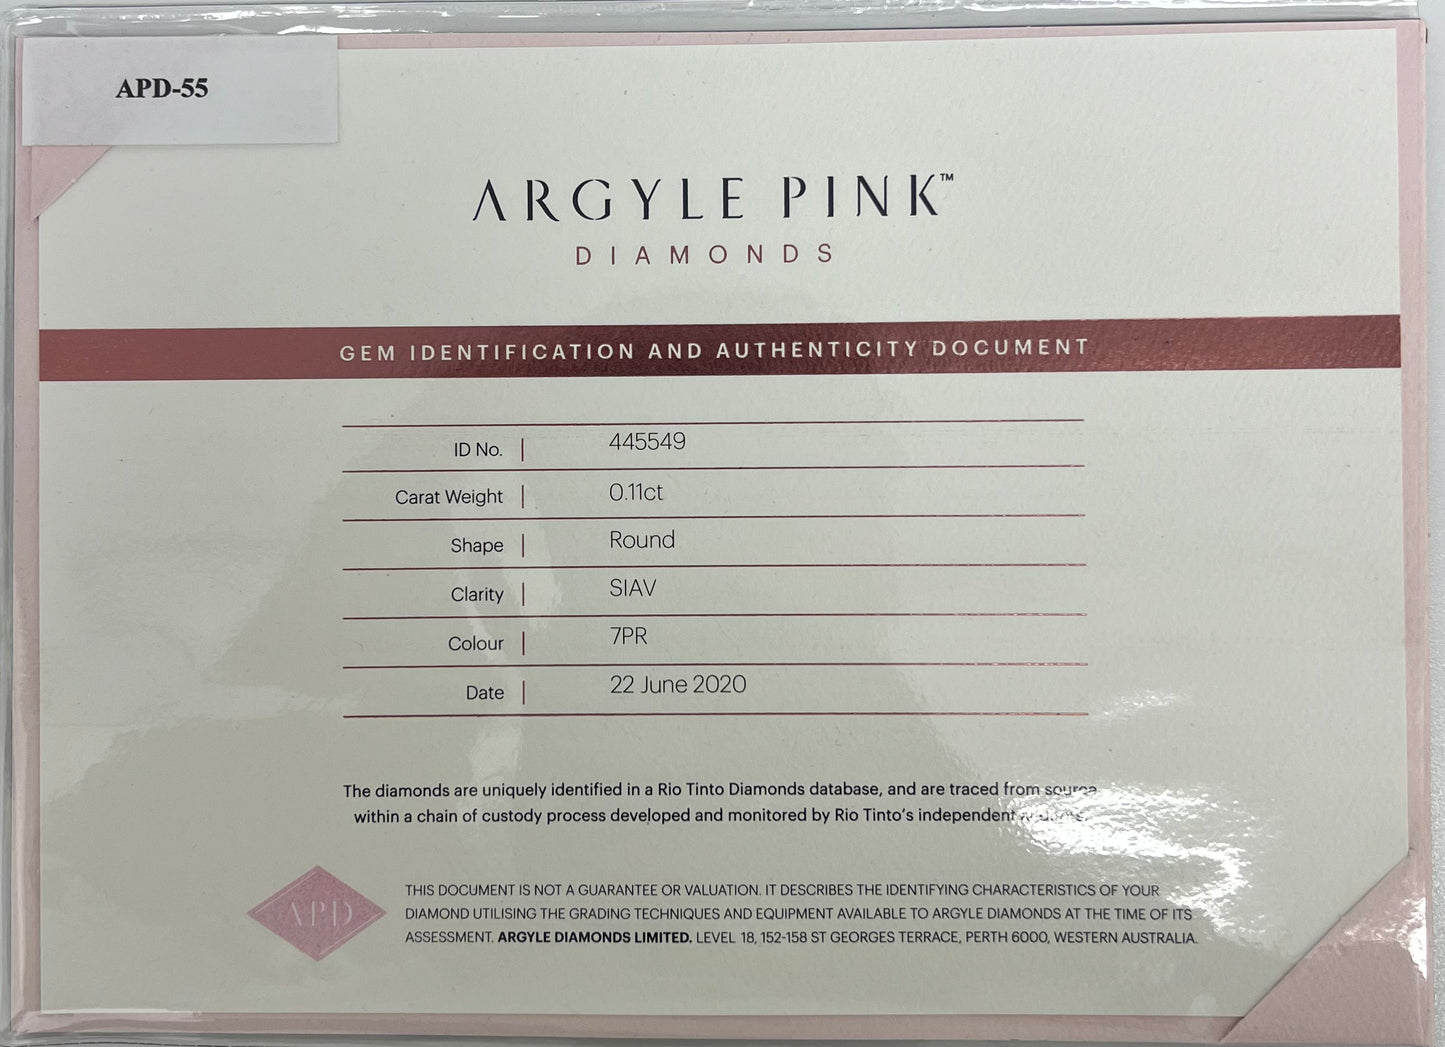 APD-55
ARGYLE PINK™
DIAMONDS
GEM IDENTIFICATION AND AUTHENTICITY DOCUMENT
ID No. | 445549
Carat Weight | 0.11ct
Shape | Round
Clarity | SIAV
Colour | 7PR
Date | 22 June 2020
The diamonds are uniquely identified in a Rio Tinto Diamonds database, and are traced from source
within a chain of custody process developed and monitored by Rio Tinto's independent
APD
THIS DOCUMENT IS NOT A GUARANTEE OR VALUATION. IT DESCRIBES THE IDENTIFYING CHARACTERISTICS OF YOUR
DIAMOND UTILISING THE GRADING TECHNIQUES AND EQUIPMENT AVAILABLE TO ARGYLE DIAMONDS AT THE TIME OF ITS
ASSESSMENT. ARGYLE DIAMONDS LIMITED. LEVEL 18, 152-158 ST GEORGES TERRACE, PERTH 6000, WESTERN AUSTRALIA.